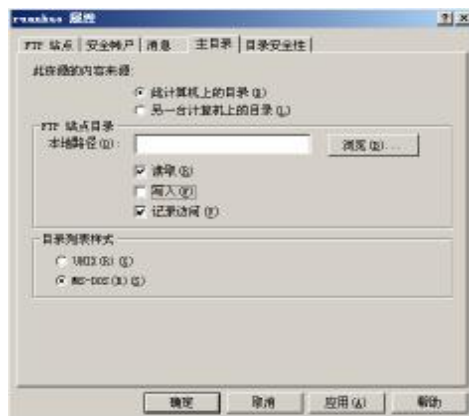 属性
FTP 站点 安全帐户 消息 主目录 目录安全性
此连接的内容来源:
此计算机上的目录
另一台计算机上的目录(L)
FTP 站点目录
本地路径(O):
浏览(B)...
读取(R)
写入(W)
记录访问(V)
目录列表样式
UNIX(R)
MS-DOS(R)
确定 取消 应用(A) 帮助